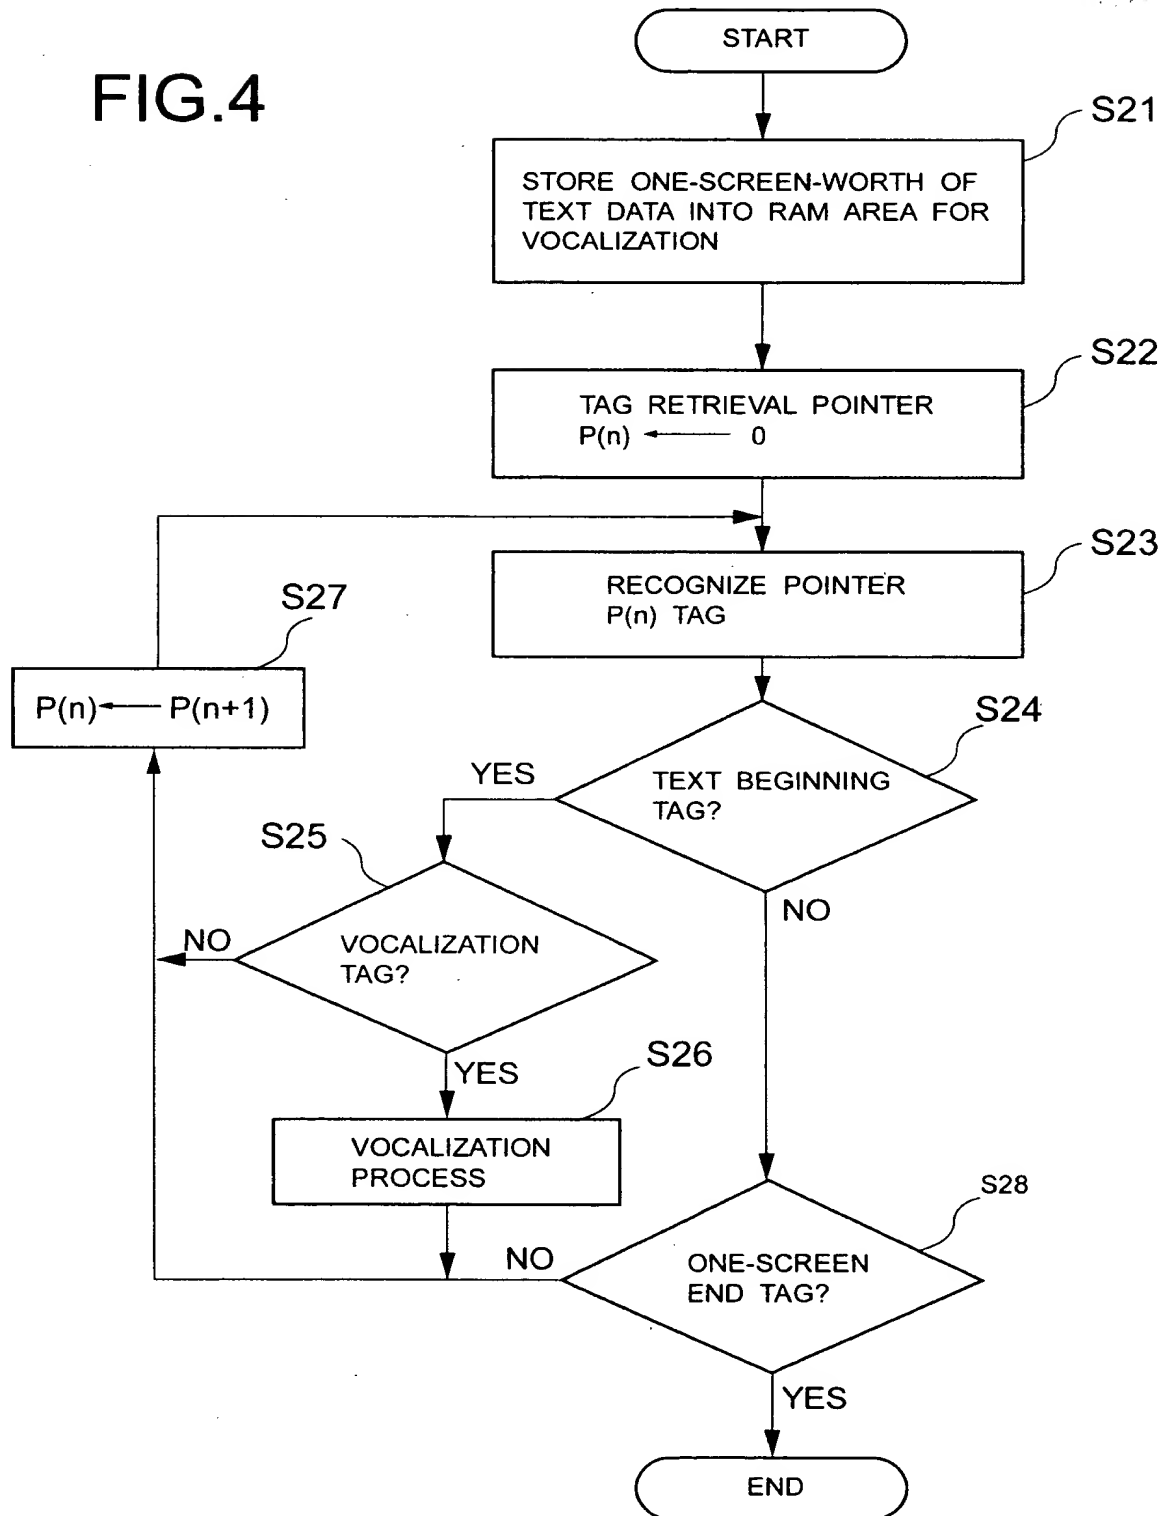 FIG.4
START
S21
STORE ONE-SCREEN-WORTH OF
TEXT DATA INTO RAM AREA FOR
VOCALIZATION
S22
TAG RETRIEVAL POINTER
P(n) ← 0
S23
RECOGNIZE POINTER
P(n) TAG
S27
P(n) ← P(n+1)
S24
TEXT BEGINNING
TAG?
YES
NO
S25
VOCALIZATION
TAG?
NO
YES
S26
VOCALIZATION
PROCESS
S28
ONE-SCREEN
END TAG?
NO
YES
END